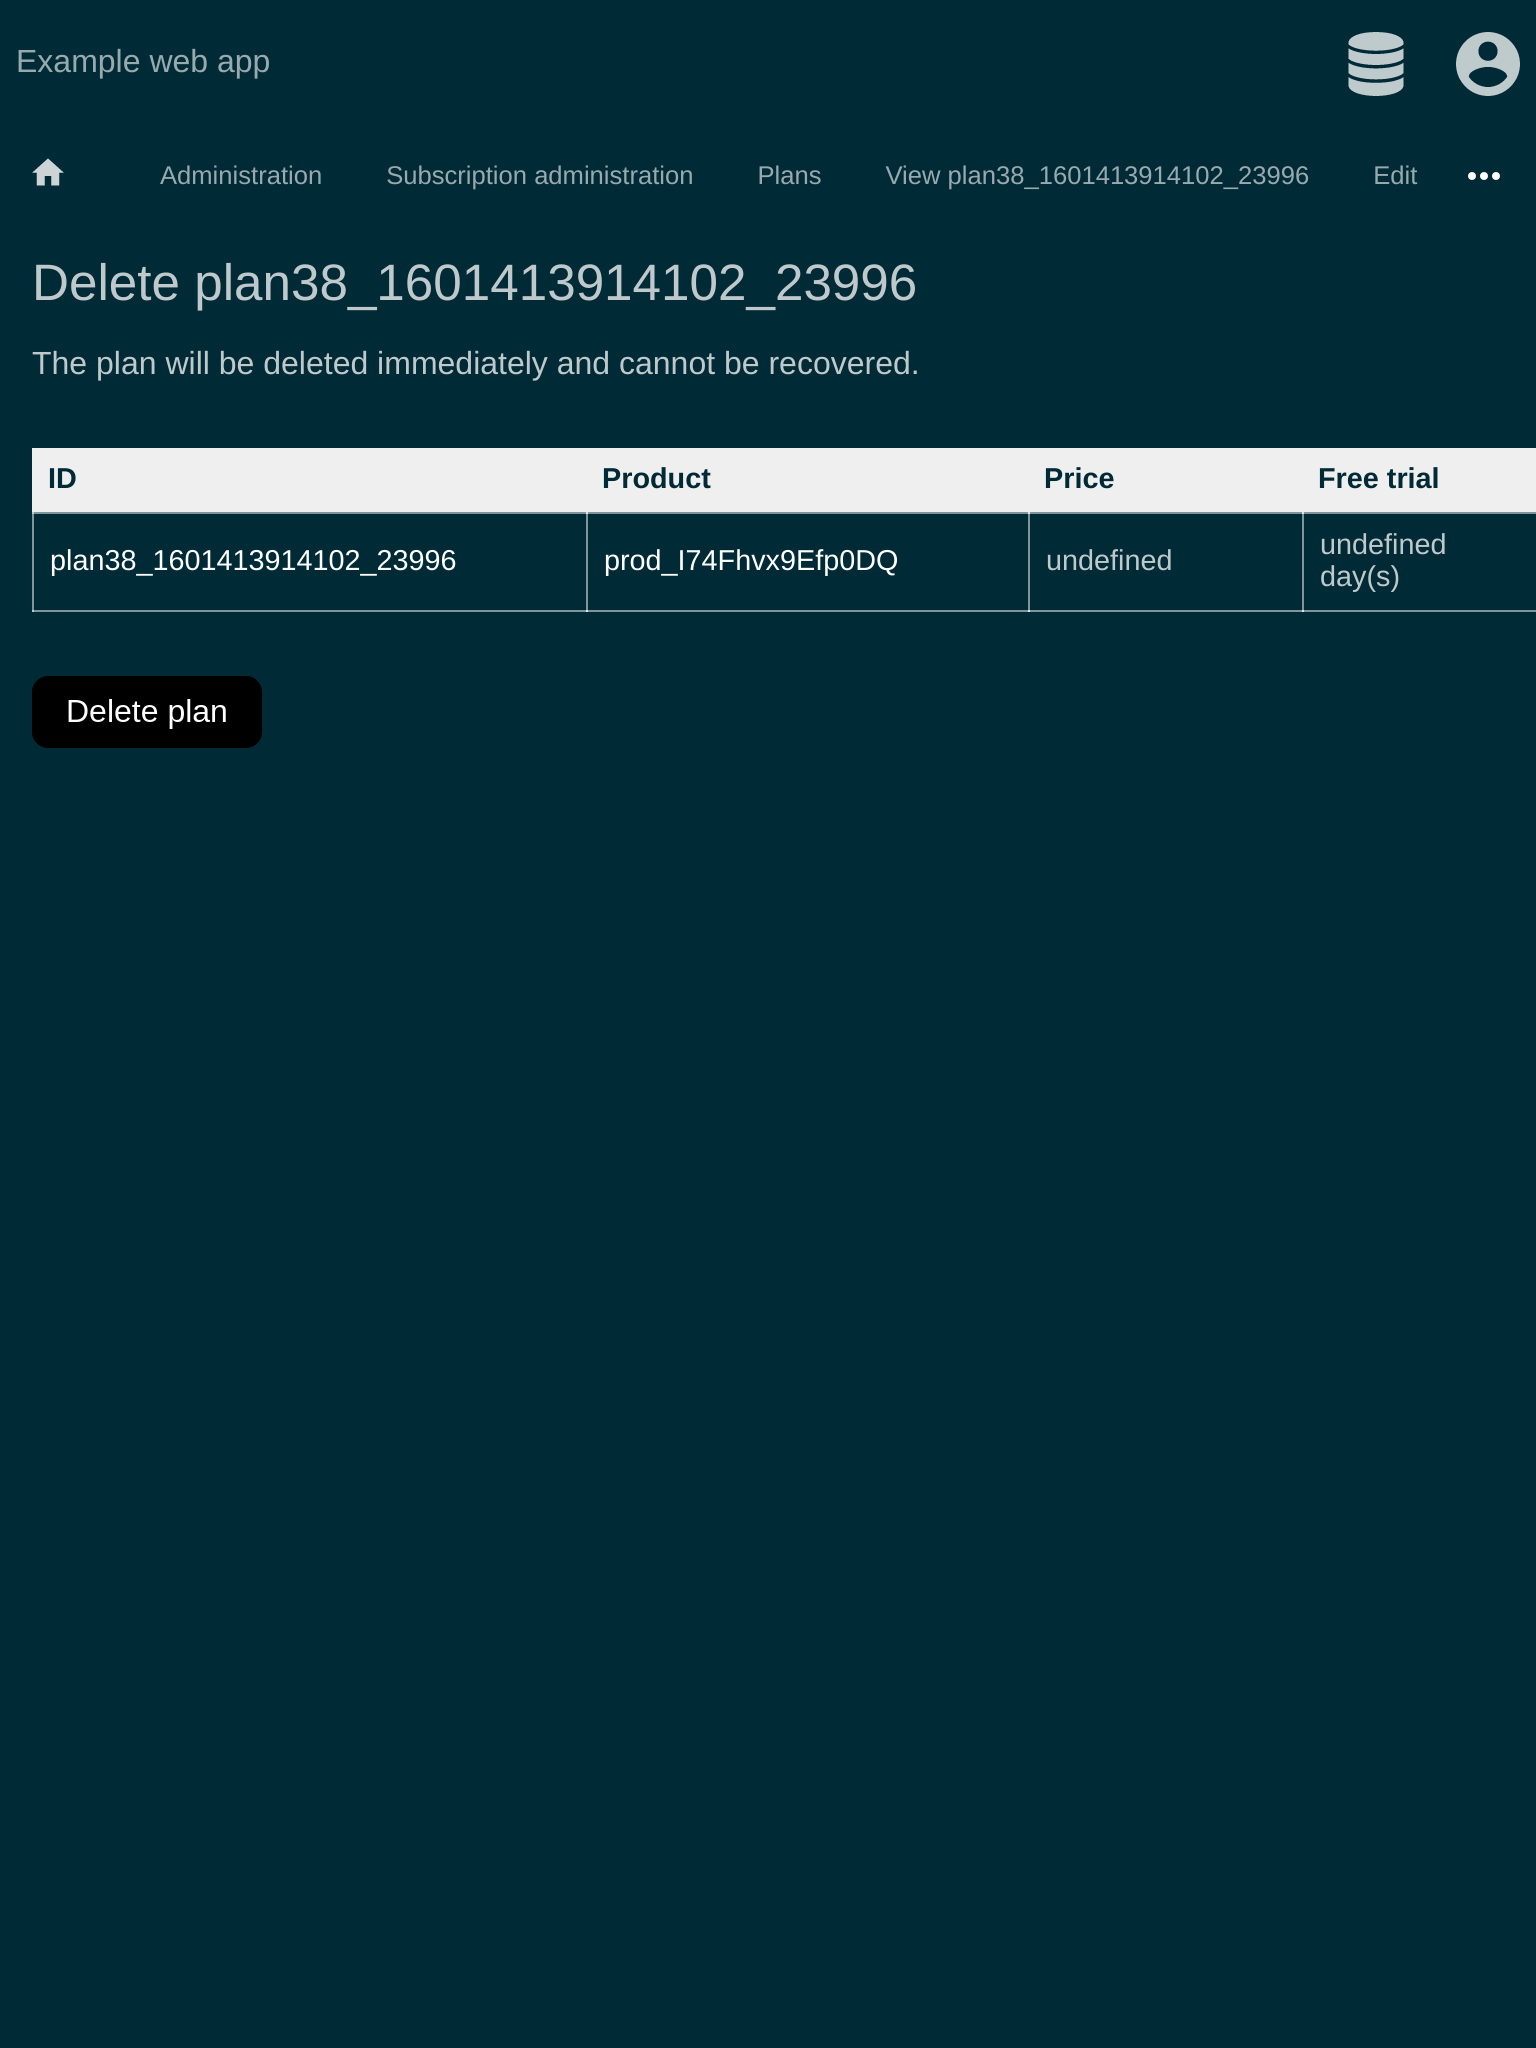 Example web app
Administration Subscription administration Plans View plan38_1601413914102_23996 Edit
Delete plan38_1601413914102_23996
The plan will be deleted immediately and cannot be recovered.
ID Product Price Free trial
plan38_1601413914102_23996 prod_I74Fhvx9Efp0DQ undefined undefined
day(s)
Delete plan